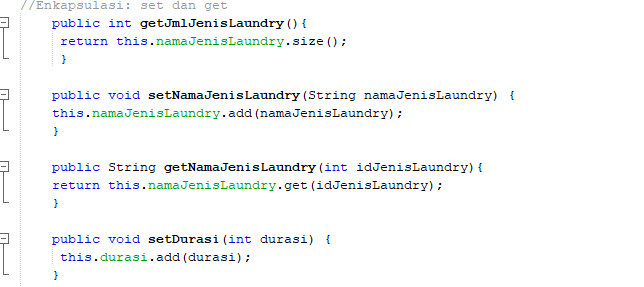 //Enkapsulasi: set dan get
public int getJmlJenisLaundry(){
return this.namaJenisLaundry.size();
}
public void setNamaJenisLaundry(String namaJenisLaundry) {
this.namaJenisLaundry.add(namaJenisLaundry);
}
public String getNamaJenisLaundry(int idJenisLaundry){
return this.namaJenisLaundry.get(idJenisLaundry);
}
public void setDurasi(int durasi) {
this.durasi.add(durasi);
}